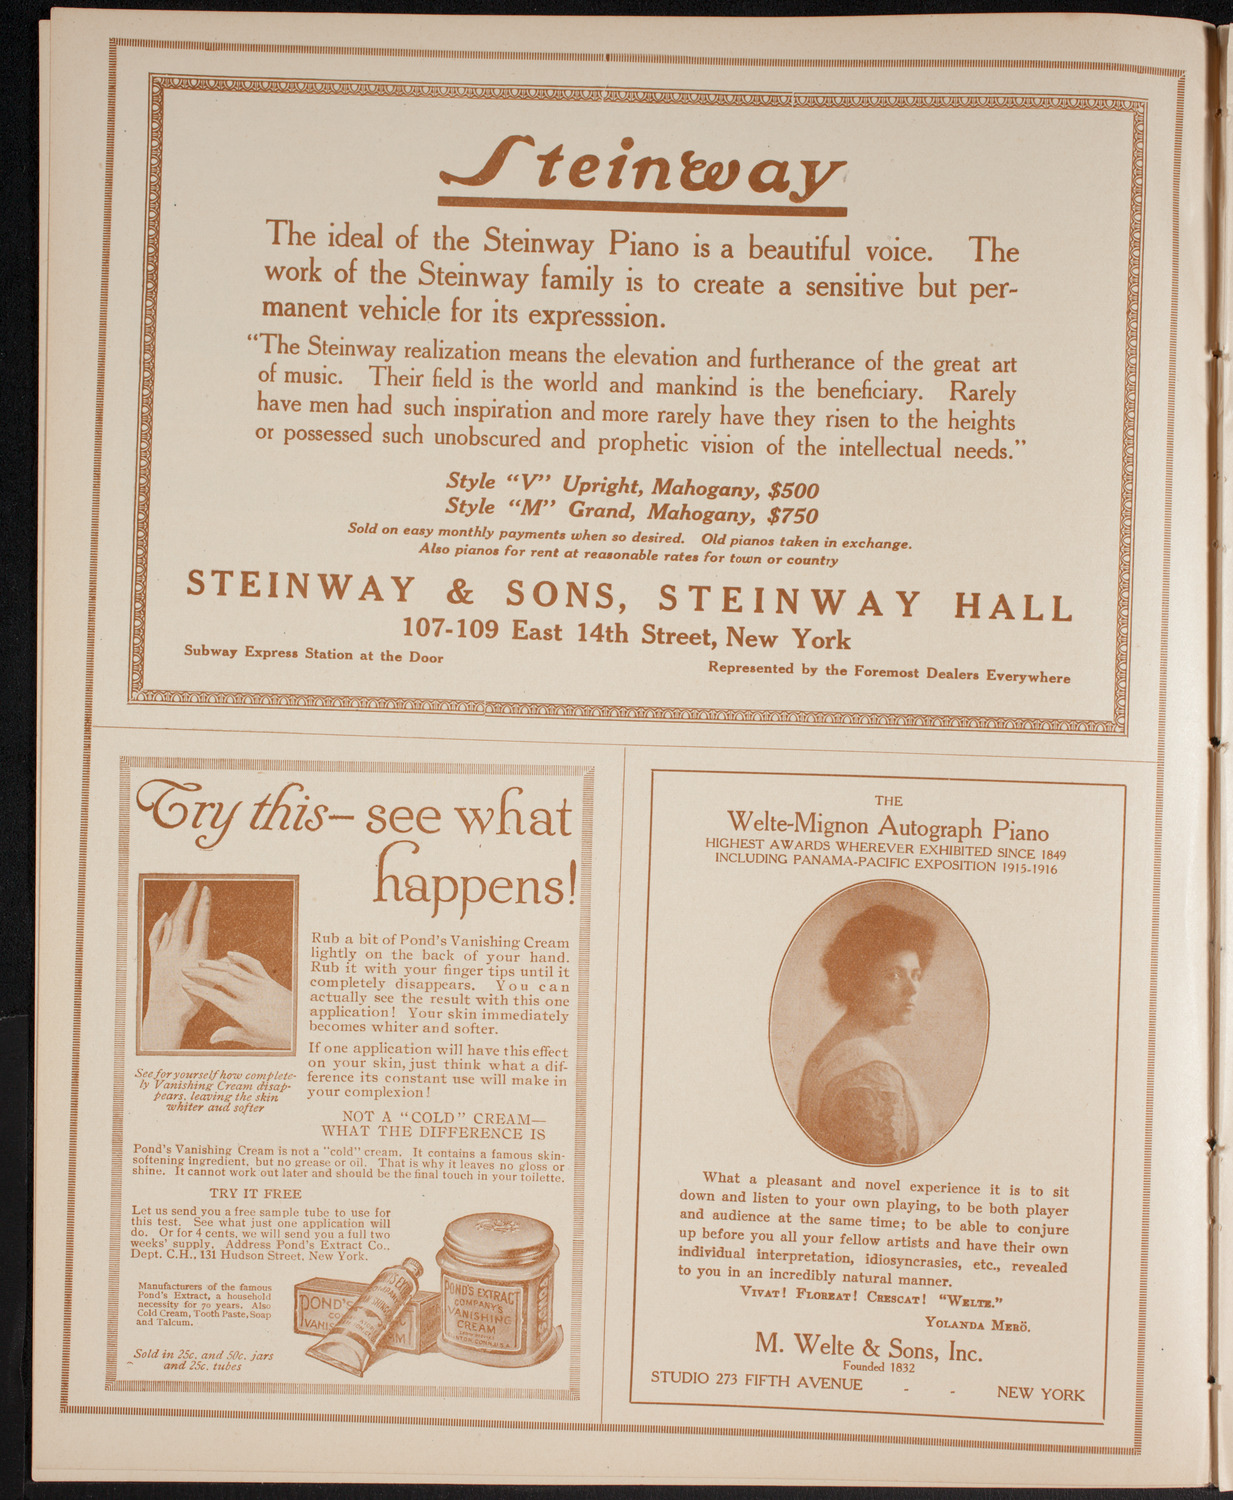 Steinway
The ideal of the Steinway Piano is a beautiful voice. The
work of the Steinway family is to create a sensitive but per-
manent vehicle for its expresssion.
“The Steinway realization means the elevation and furtherance of the great art
of music. Their field is the world and mankind is the beneficiary. Rarely
have men had such inspiration and more rarely have they risen to the heights
or possessed such unobscured and prophetic vision of the intellectual needs.”
Style “V” Upright, Mahogany, $500
Style “M” Grand, Mahogany, $750
Sold on easy monthly payments when so desired. Old pianos taken in exchange.
Also pianos for rent at reasonable rates for town or country
STEINWAY & SONS, STEINWAY HALL
107-109 East 14th Street, New York
Subway Express Station at the Door
Represented by the Foremost Dealers Everywhere
Try this—see what
happens!
Rub a bit of Pond's Vanishing Cream
lightly on the back of your hand.
Rub it with your finger tips until it
completely disappears. You can
actually see the result with this one
application! Your skin immediately
becomes whiter and softer.
If one application will have this effect
on your skin, just think what a dif-
ference its constant use will make in
your complexion!
See for yourself how complete-
ly Vanishing Cream disap-
pears, leaving the skin
whiter aud softer
NOT A “COLD” CREAM—
WHAT THE DIFFERENCE IS
Pond's Vanishing Cream is not a “cold” cream. It contains a famous skin-
softening ingredient, but no grease or oil. That is why it leaves no gloss or
shine. It cannot work out later and should be the final touch in your toilette.
TRY IT FREE
Let us send you a free sample tube to use for
this test. See what just one application will
do. Or for 4 cents, we will send you a full two
weeks' supply. Address Pond's Extract Co.,
Dept. C.H., 131 Hudson Street, New York.
Manufacturers of the famous
Pond's Extract, a household
necessity for 70 years. Also
Cold Cream, Tooth Paste, Soap
and Talcum.
Sold in 25c. and 50c. jars
and 25c. tubes
POND'S
VANIS
POND'S EXTRACT
COMPANY'S
VANISHING
CREAM
THE
Welte-Mignon Autograph Piano
HIGHEST AWARDS WHEREVER EXHIBITED SINCE 1849
INCLUDING PANAMA-PACIFIC EXPOSITION 1915-1916
What a pleasant and novel experience it is to sit
down and listen to your own playing, to be both player
and audience at the same time; to be able to conjure
up before you all your fellow artists and have their own
individual interpretation, idiosyncrasies, etc., revealed
to you in an incredibly natural manner.
VIVAT! FLOREAT! CRESCAT! “WELTE.”
YOLANDA MERÖ.
M. Welte & Sons, Inc.
Founded 1832
STUDIO 273 FIFTH AVENUE - - NEW YORK